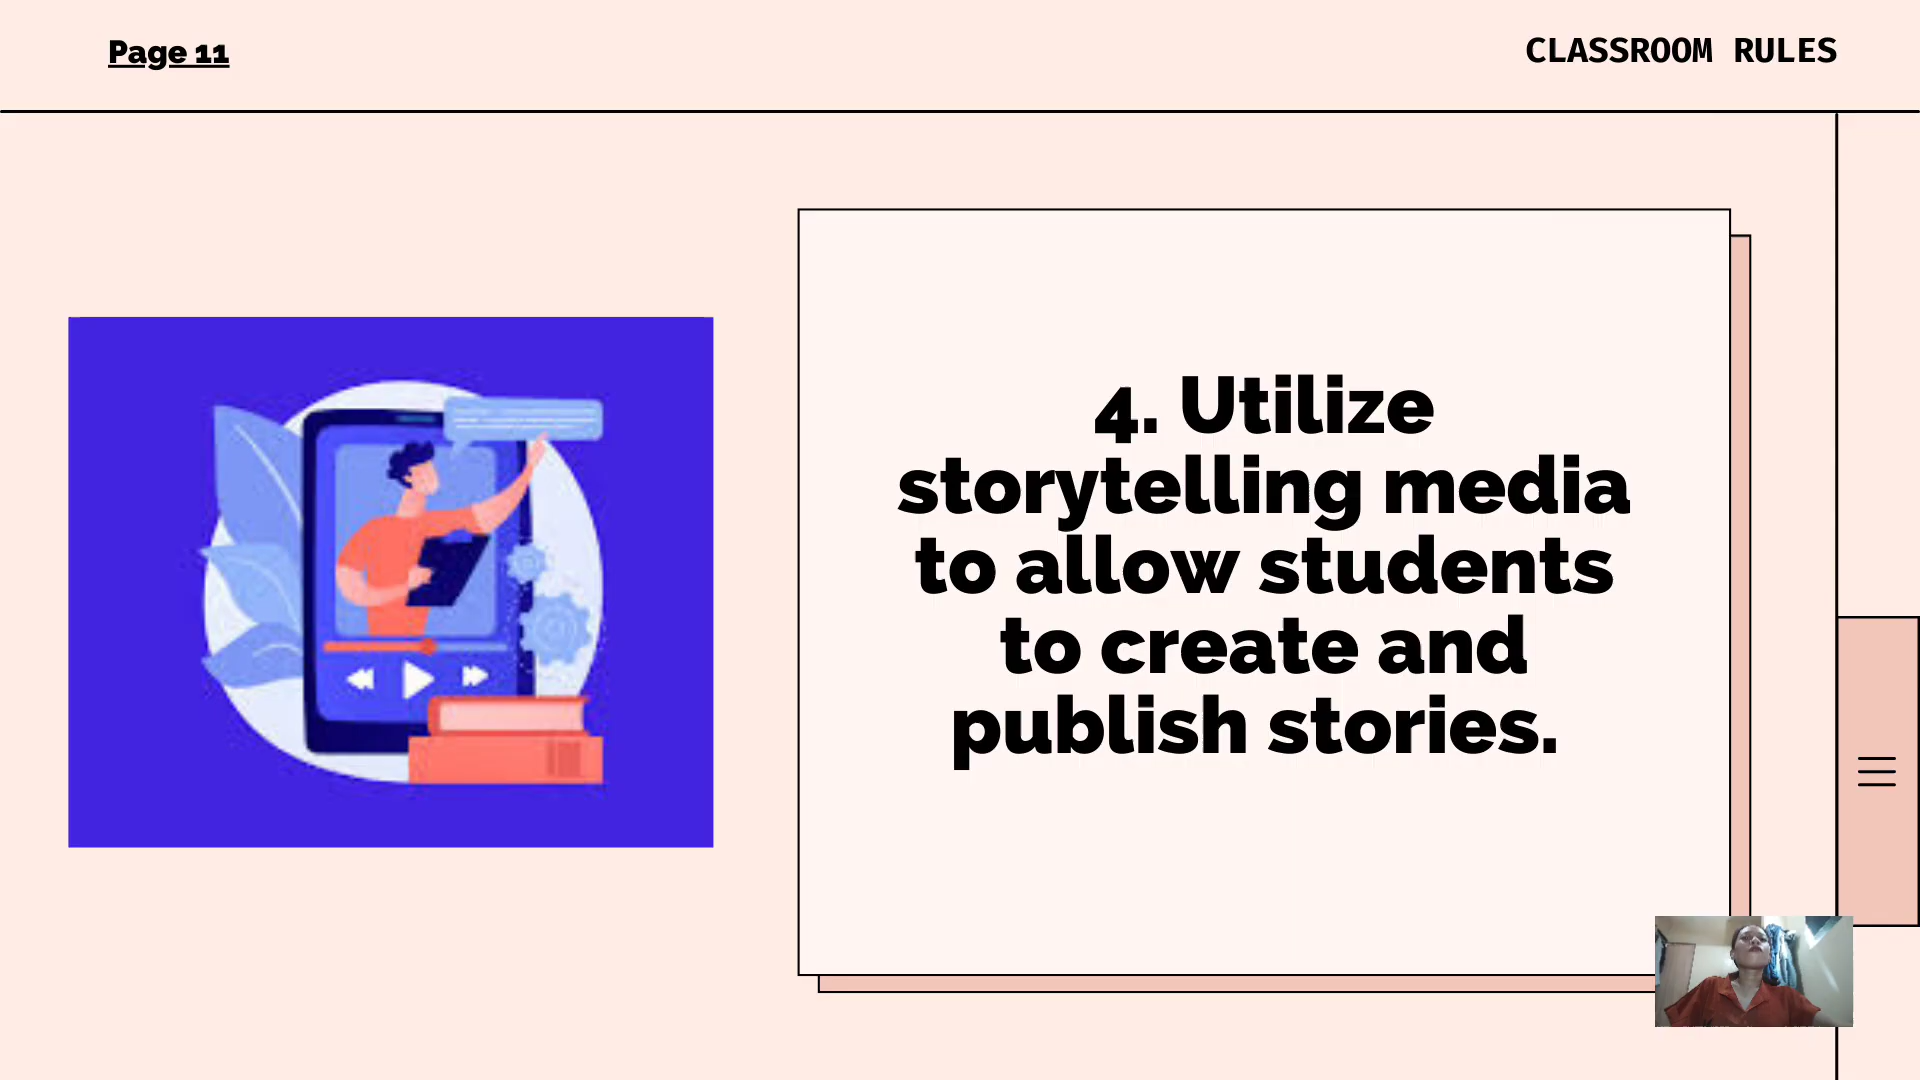 Page 11
CLASSROOM RULES
4. Utilize
storytelling media
to allow students
to create and
publish stories.